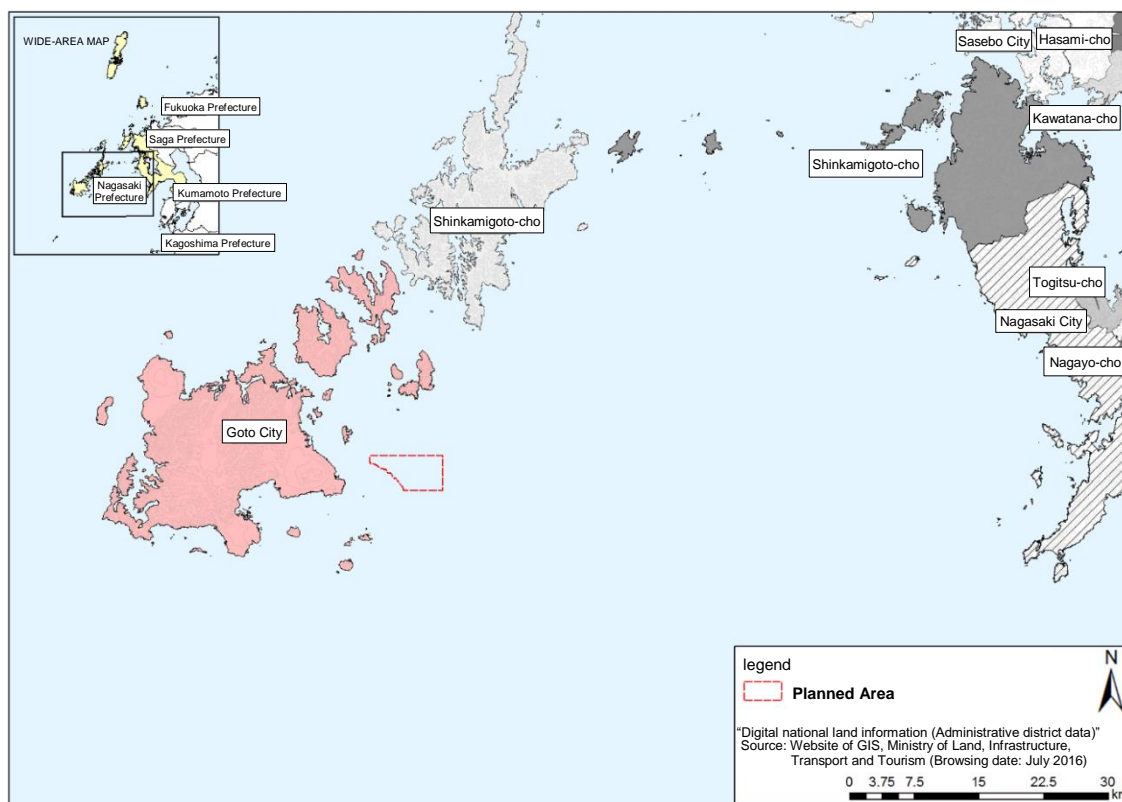 WIDE-AREA MAP
Fukuoka Prefecture
Saga Prefecture
Nagasaki
Prefecture
Kumamoto Prefecture
Kagoshima Prefecture
Sasebo City
Hasami-cho
Kawatana-cho
Shinkamigoto-cho
Shinkamigoto-cho
Togitsu-cho
Nagasaki City
Nagayo-cho
Goto City
legend
N
Planned Area
“Digital national land information (Administrative district data)”
Source: Website of GIS, Ministry of Land, Infrastructure,
Transport and Tourism (Browsing date: July 2016)
0 3.75 7.5 15 22.5 30
km